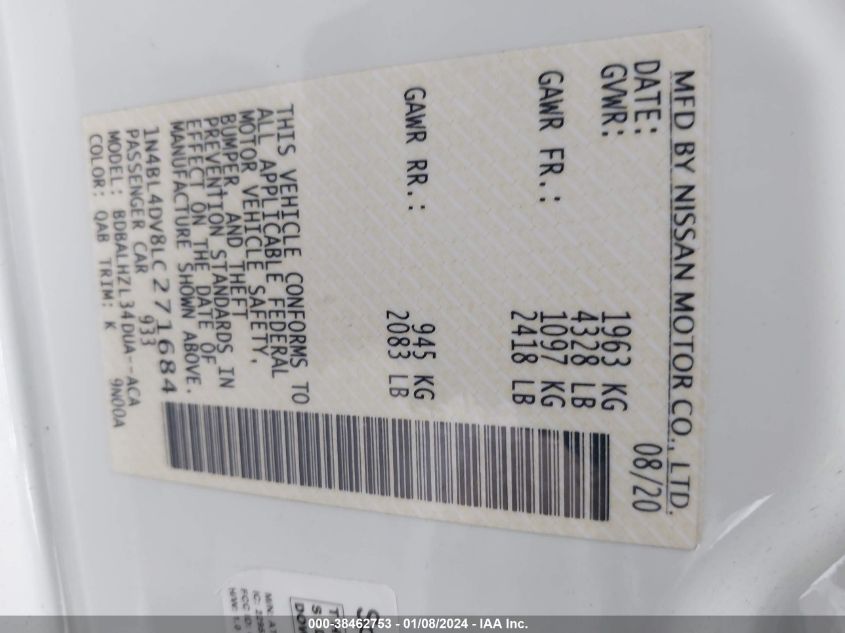 MFD BY NISSAN MOTOR CO., LTD.
DATE: 08/20
GVWR: 1963 KG
4328 LB
GAWR FR.: 1097 KG
2418 LB
GAWR RR.: 945 KG
2083 LB
THIS VEHICLE CONFORMS TO
ALL APPLICABLE FEDERAL
MOTOR VEHICLE SAFETY,
BUMPER, AND THEFT
PREVENTION STANDARDS IN
EFFECT ON THE DATE OF
MANUFACTURE SHOWN ABOVE.
1N4BL4DV8LC271684
PASSENGER CAR 933
MODEL: BDBALHZL34DUA--ACA
COLOR: QAB TRIM: K 9N00A
000-38462753 - 01/08/2024 - IAA Inc.